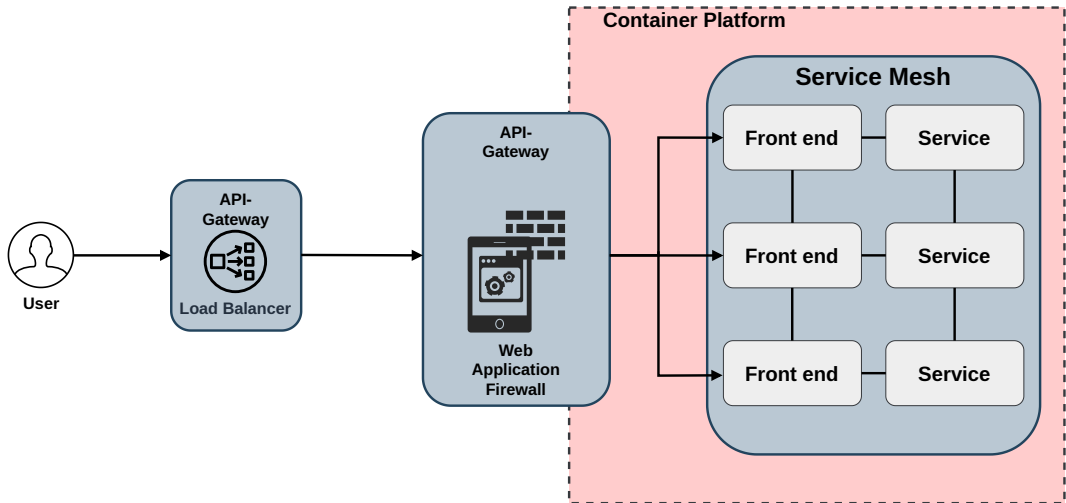 Container Platform
Service Mesh
API-
Gateway
Front end
Service
API-
Gateway
Load Balancer
User
Front end
Service
Web
Application
Firewall
Front end
Service